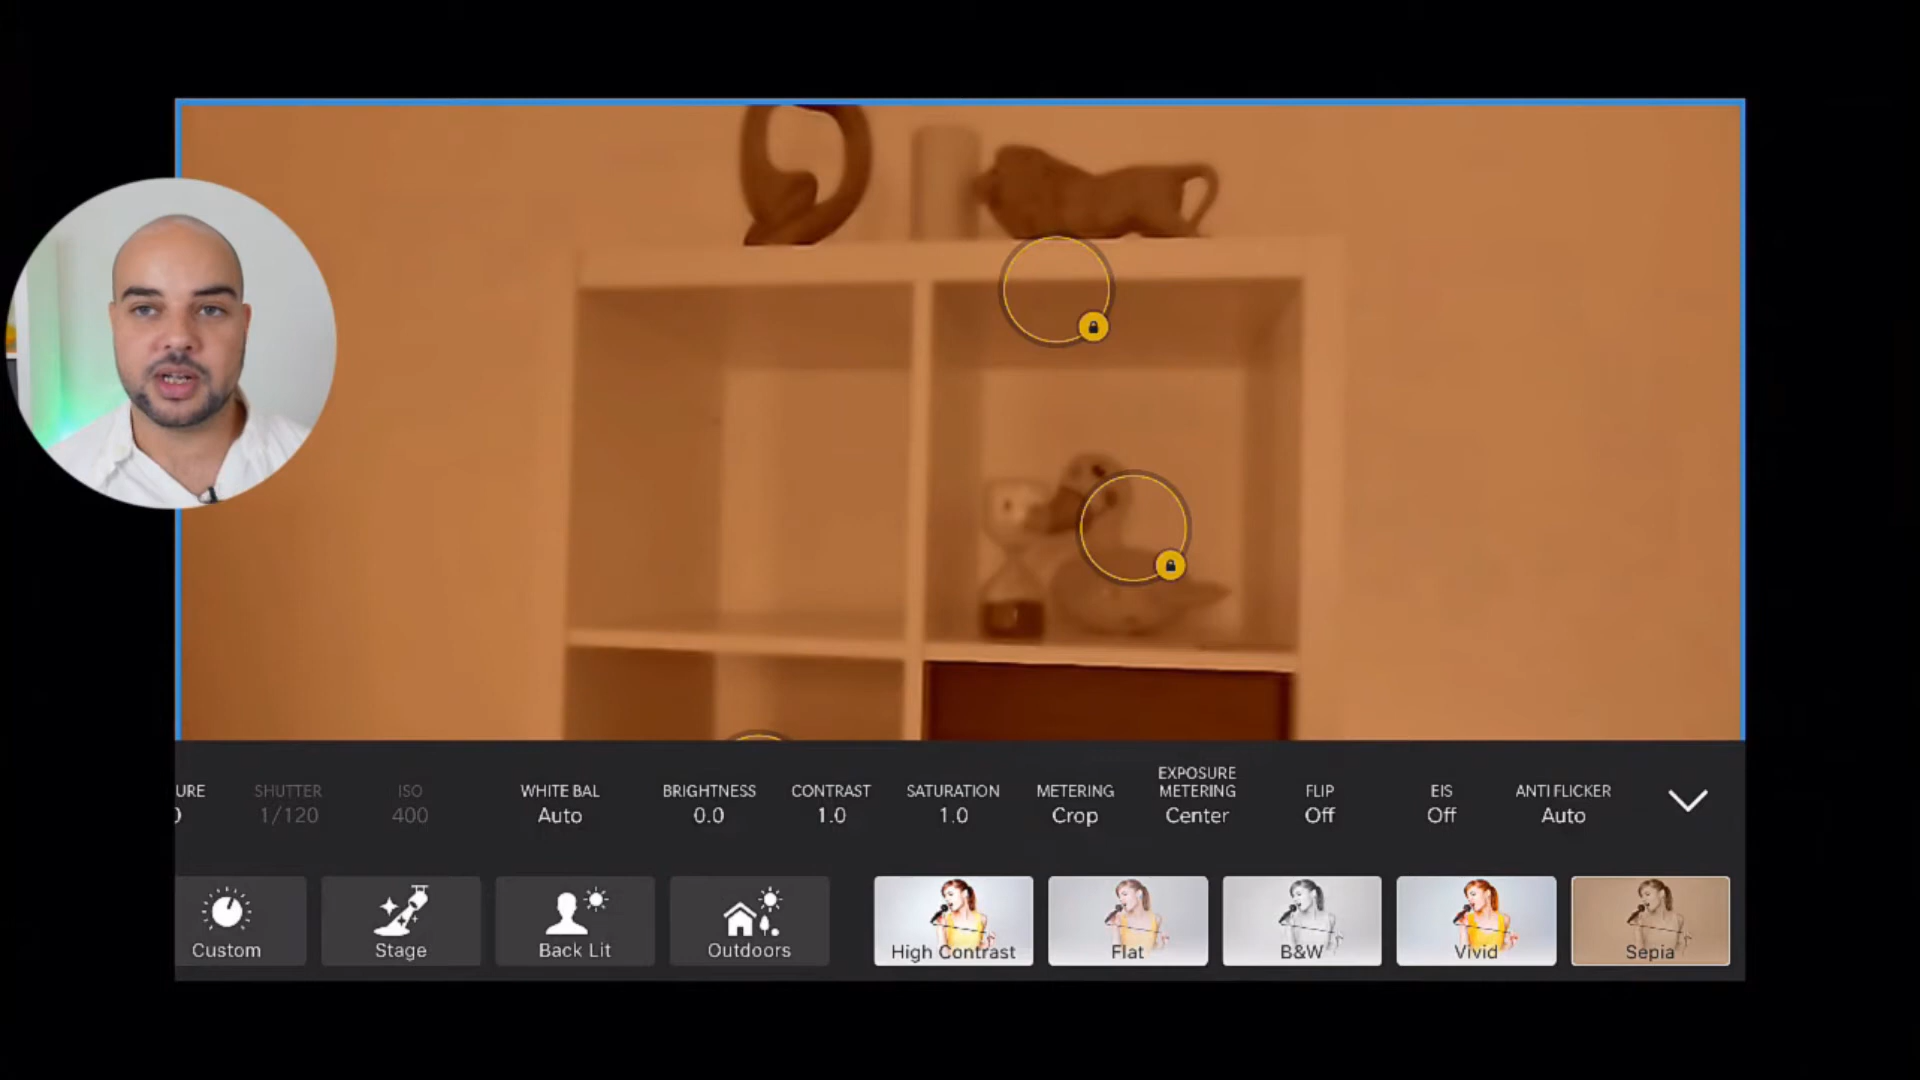 URE
SHUTTER
1/120
ISO
400
WHITE BAL
Auto
BRIGHTNESS
0.0
CONTRAST
1.0
SATURATION
1.0
METERING
Crop
EXPOSURE
METERING
Center
FLIP
Off
EIS
Off
ANTI FLICKER
Auto
Custom
Stage
Back Lit
Outdoors
High Contrast
Flat
B&W
Vivid
Sepia